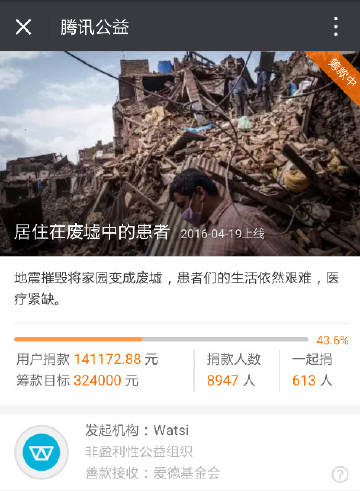 腾讯公益
筹款中
居住在废墟中的患者 2016-04-19上线
地震摧毁将家园变成废墟，患者们的生活依然艰难，医
疗紧缺。
43.6%
用户捐款 141172.88 元 捐款人数 一起捐
筹款目标 324000 元 8947 人 613 人
发起机构：Watsi
非盈利性公益组织
善款接收：爱德基金会
?